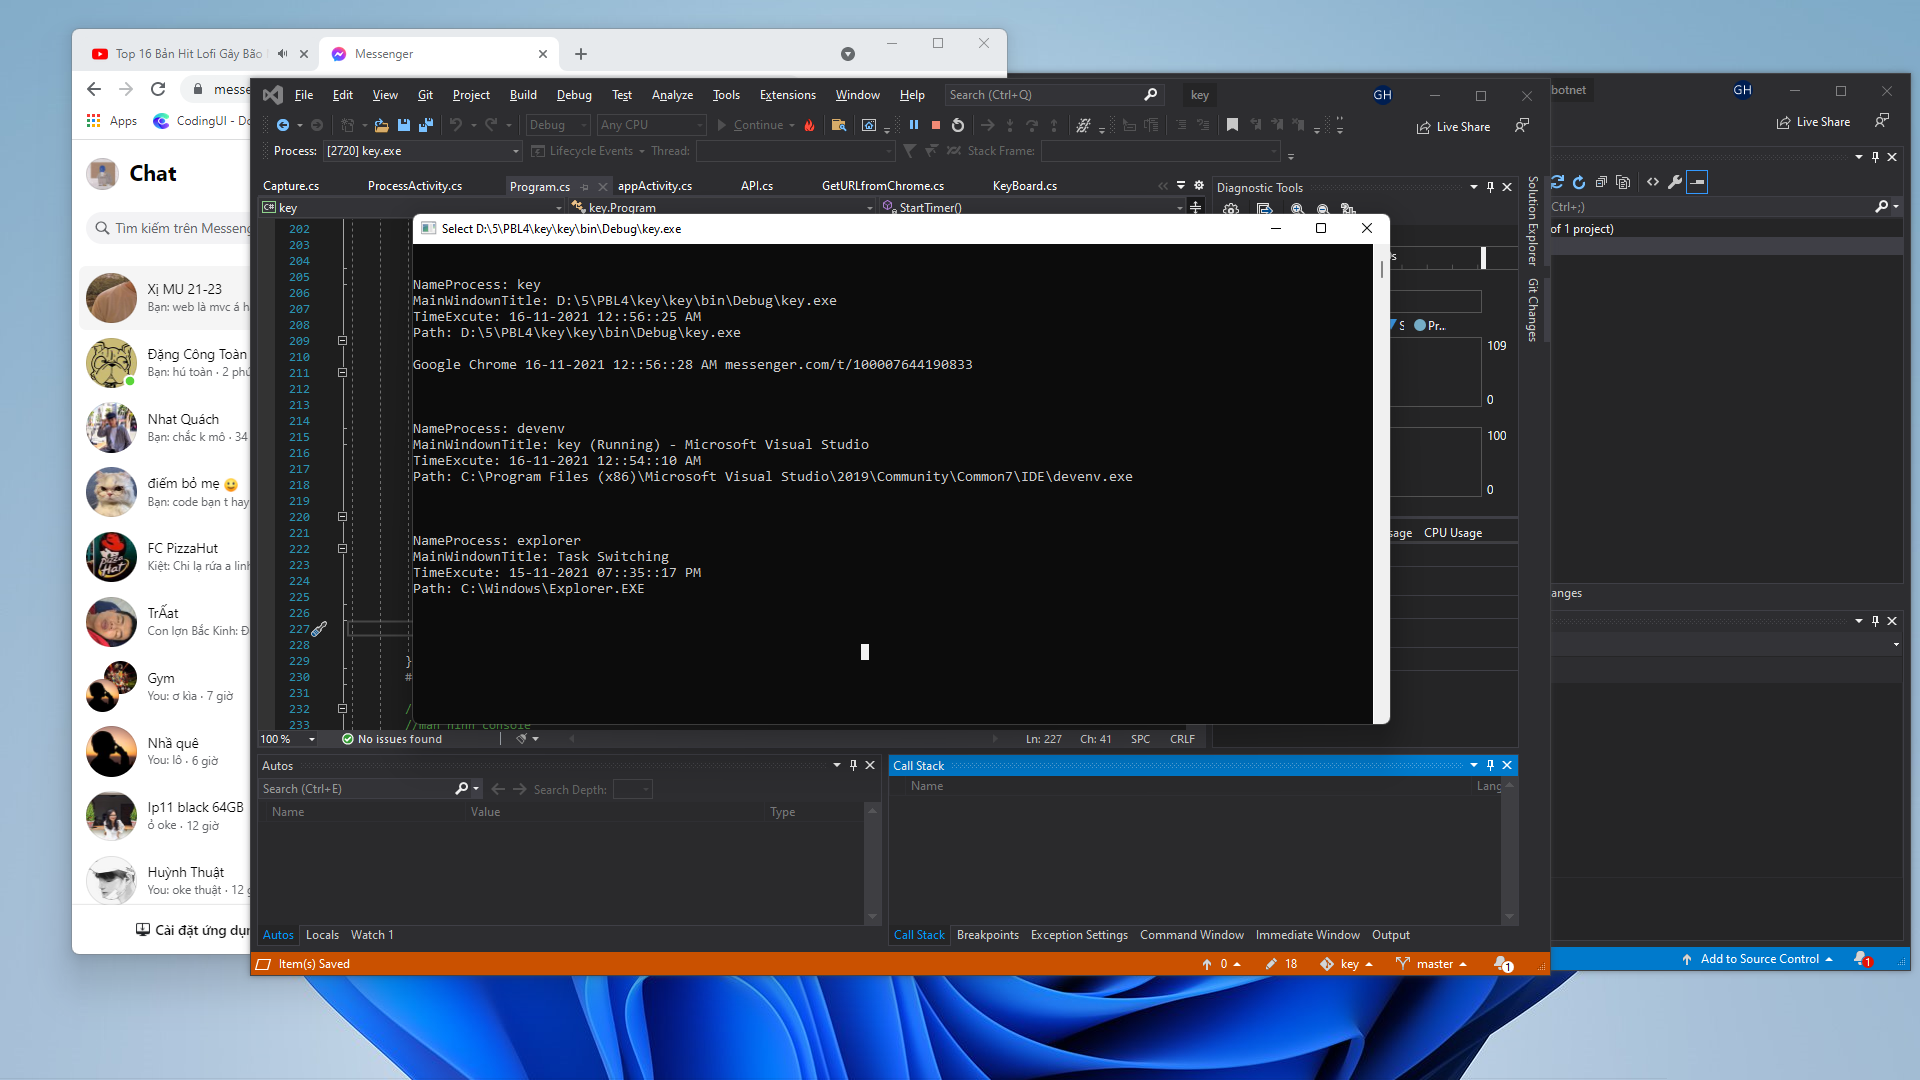 Top 16 Bản Hit Lofi Gây Bão
Messenger
messe
Apps
CodingUI - Do
Chat
Tìm kiếm trên Messeng
Xị MU 21-23
Bạn: web là mvc á h
Đặng Công Toàn
Bạn: hú toàn · 2 phú
Nhat Quách
Bạn: chắc k mô · 34
điếm bỏ mẹ 😀
Bạn: code bạn t hay
FC PizzaHut
Kiệt: Chi lạ rứa a linh
TrẤat
Con lợn Bắc Kinh: Đ
Gym
You: ơ kìa · 7 giờ
Nhầ quê
You: lô · 6 giờ
Ip11 black 64GB
ỏ oke · 12 giờ
Huỳnh Thuật
You: oke thuật · 12 g
Cài đặt ứng dụn
File Edit View Git Project Build Debug Test Analyze Tools Extensions Window Help
Search (Ctrl+Q)
key
GH
Debug
Any CPU
Continue
Live Share
Process: [2720] key.exe
Lifecycle Events
Thread:
Stack Frame:
Capture.cs ProcessActivity.cs Program.cs appActivity.cs API.cs GetURLfromChrome.cs KeyBoard.cs
key
key.Program
StartTimer()
202
203
204
205
206
207
208
209
210
211
212
213
214
215
216
217
218
219
220
221
222
223
224
225
226
227
228
229 }
230 #
231
232 /
233 //màn hình console
Select D:\5\PBL4\key\key\bin\Debug\key.exe
NameProcess: key
MainWindownTitle: D:\5\PBL4\key\key\bin\Debug\key.exe
TimeExcute: 16-11-2021 12::56::25 AM
Path: D:\5\PBL4\key\key\bin\Debug\key.exe
Google Chrome 16-11-2021 12::56::28 AM messenger.com/t/100007644190833
NameProcess: devenv
MainWindownTitle: key (Running) - Microsoft Visual Studio
TimeExcute: 16-11-2021 12::54::10 AM
Path: C:\Program Files (x86)\Microsoft Visual Studio\2019\Community\Common7\IDE\devenv.exe
NameProcess: explorer
MainWindownTitle: Task Switching
TimeExcute: 15-11-2021 07::35::17 PM
Path: C:\Windows\Explorer.EXE
100 %
No issues found
Ln: 227 Ch: 41 SPC CRLF
Diagnostic Tools
s
S
Pr...
109
0
100
0
sage
CPU Usage
Solution Explorer
Git Changes
Autos
Search (Ctrl+E)
Search Depth:
Name Value Type
Autos Locals Watch 1
Call Stack
Name
Lang
Call Stack Breakpoints Exception Settings Command Window Immediate Window Output
Item(s) Saved
0
18
key
master
1
botnet
GH
Live Share
Ctrl+;)
of 1 project)
anges
Add to Source Control
1